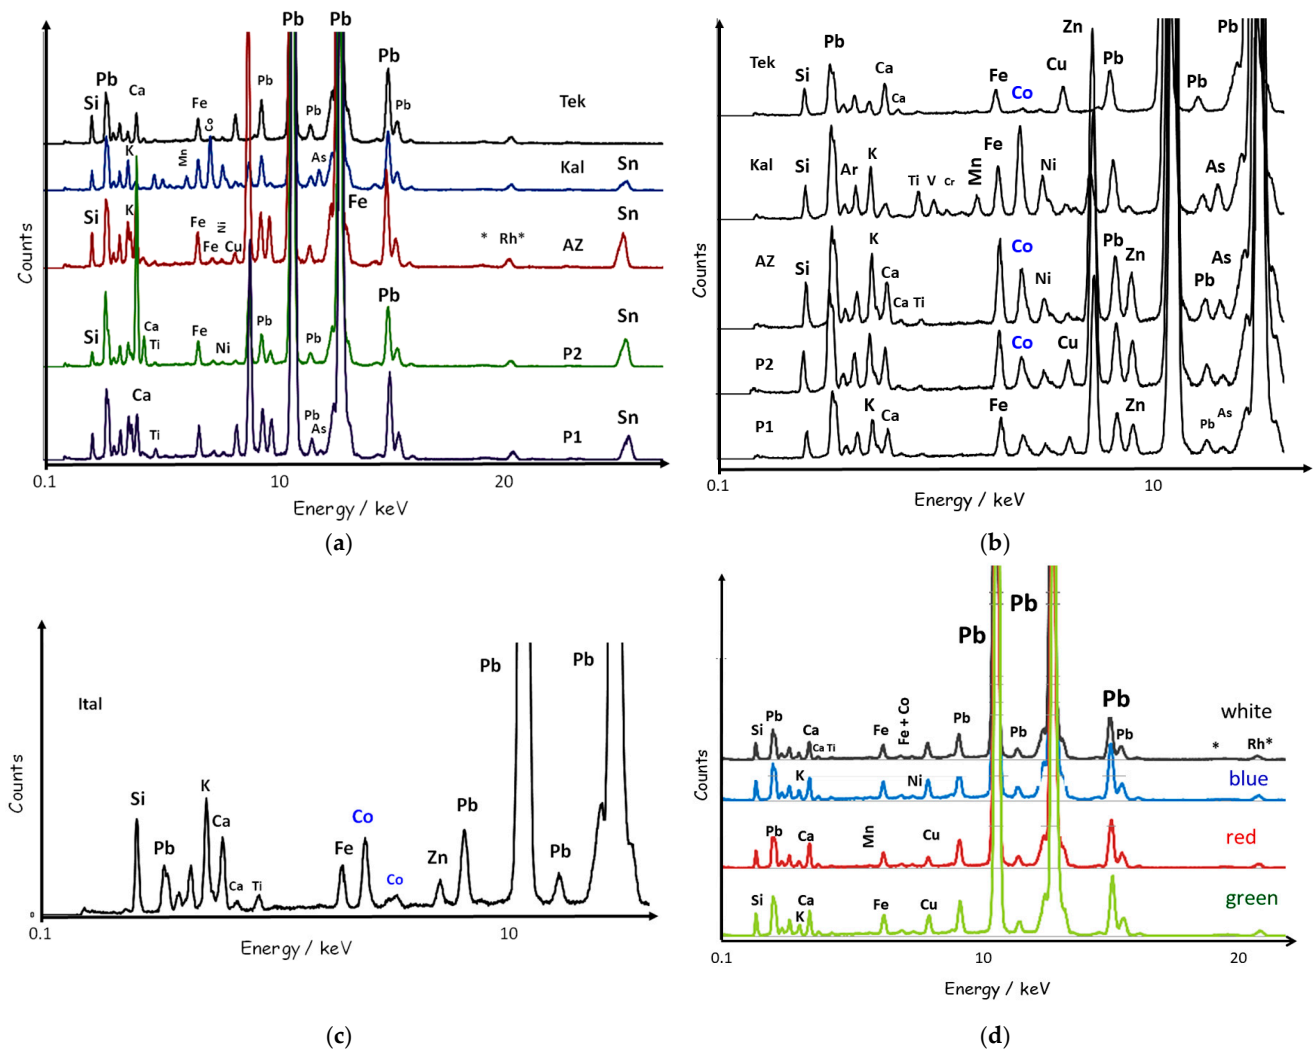 Pb Pb
Pb Pb
Si Ca Fe Co Pb Pb Pb Tek
K Mn As Kal Sn
Si K Fe Fe Ni Cu Fe * Rh* AZ Sn
Si Ca Ti Fe Ni Pb Pb Pb P2 Sn
Ca Ti Pb As P1 Sn
Counts
0.1 10 20
Energy / keV
(a)
Pb Zn Pb
Tek Si Ca Ca Fe Co Cu Pb Pb
Kal Si Ar K Ti V Cr Mn Fe Ni As
AZ Si K Ca Ca Ti Co Ni Pb Zn Pb As
P2 Co Cu
P1 K Ca Fe Zn Pb As
Counts
0.1 10
Energy / keV
(b)
Ital
Si Pb K Ca Ca Ti Fe Co Co Zn Pb Pb Pb Pb
Counts
0
0.1 10
Energy / keV
(c)
Pb Pb
Si Pb Ca Ca Ti Fe Fe + Co Pb Pb Pb Pb white
* Rh*
K Ni blue
Pb Ca Mn Cu red
Si Ca K Fe Cu green
Counts
0.1 10 20
Energy / keV
(d)